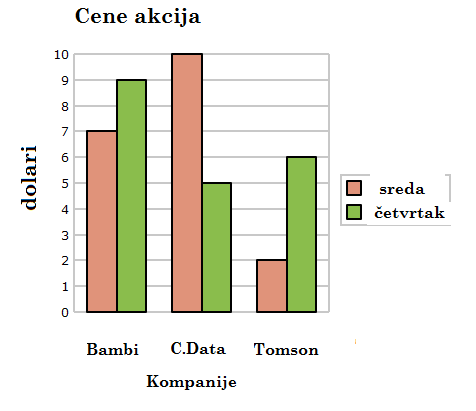 Cene akcija
10
9
8
7
6
5
4
3
2
1
0
dolari
Bambi C.Data Tomson
Kompanije
sreda
četvrtak